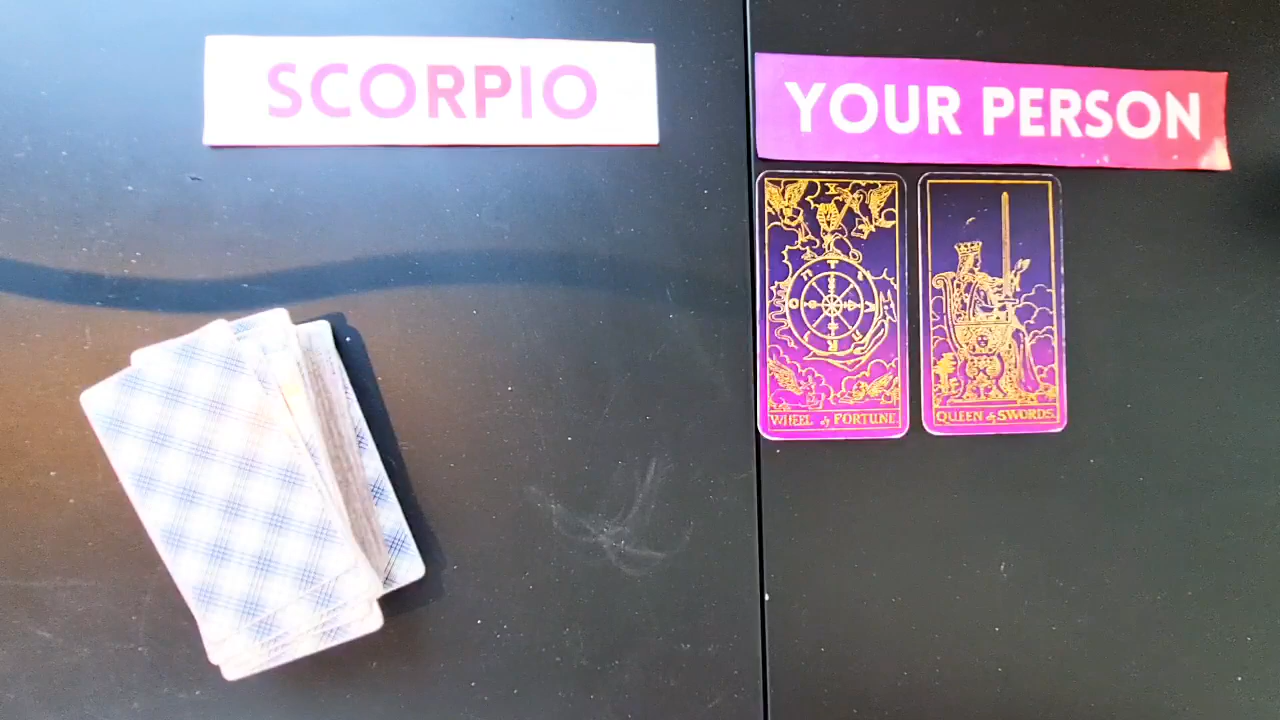 SCORPIO
YOUR PERSON
X
WHEEL of FORTUNE
QUEEN of SWORDS